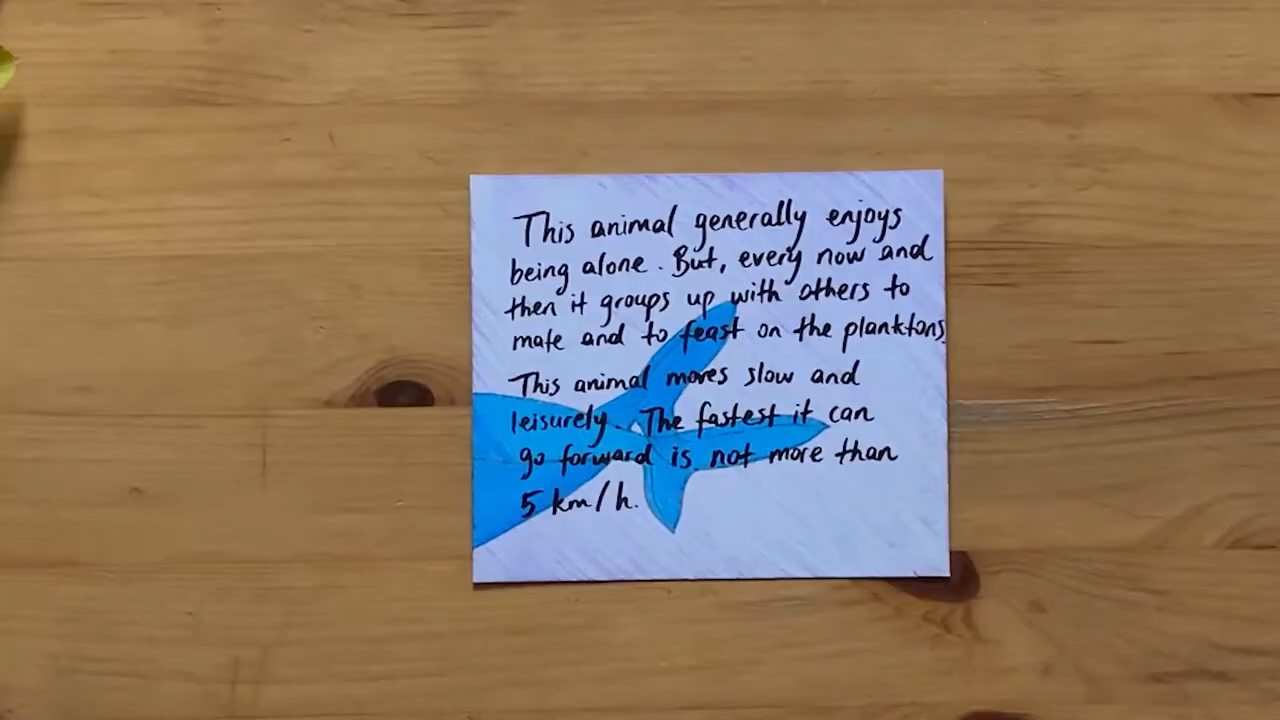 This animal generally enjoys
being alone. But, every now and
then it groups up with others to
mate and to feast on the planktons.
This animal moves slow and
leisurely. The fastest it can
go forward is not more than
5 km/h.